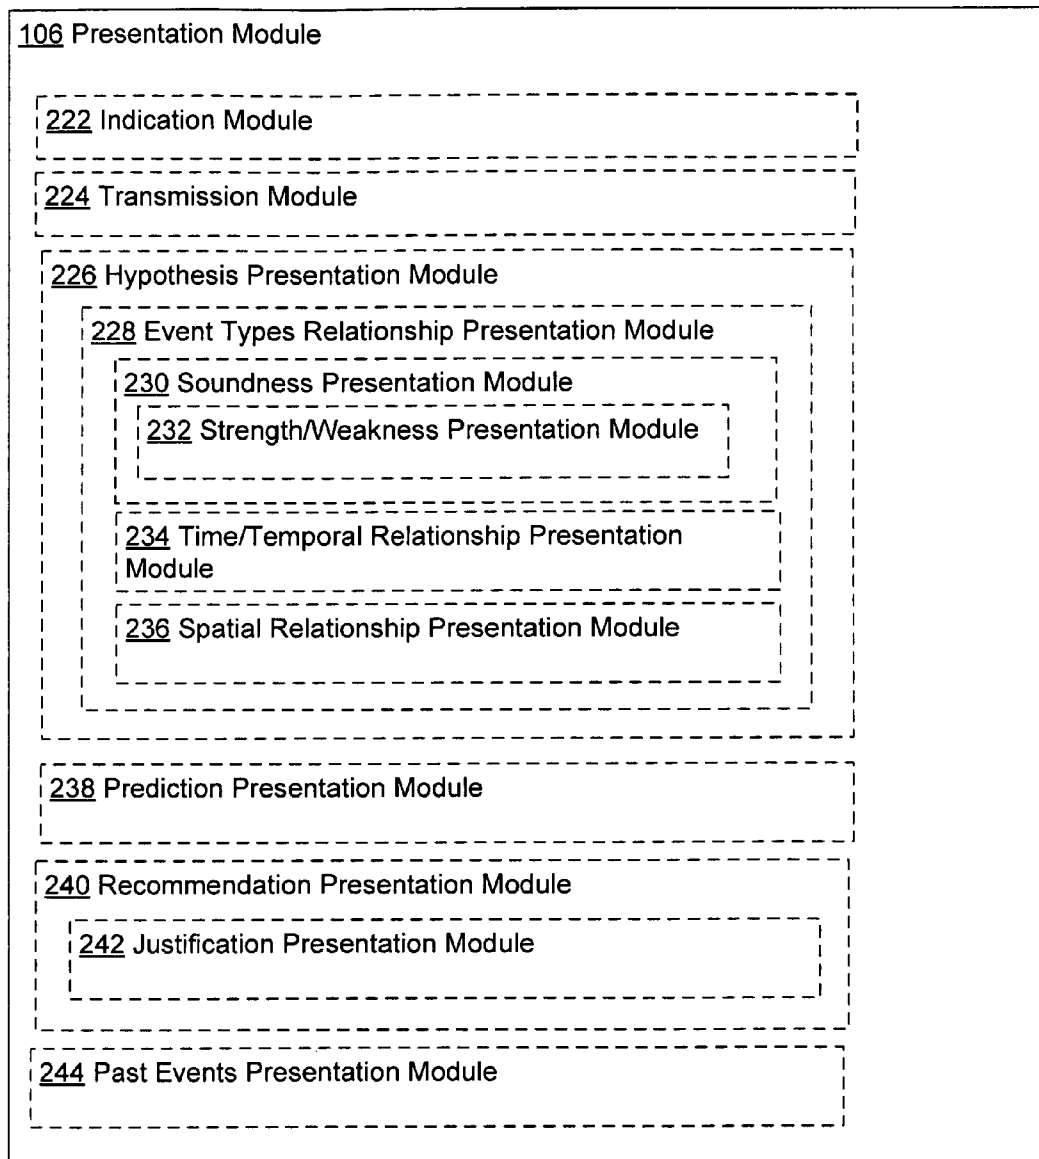 106 Presentation Module
222 Indication Module
224 Transmission Module
226 Hypothesis Presentation Module
228 Event Types Relationship Presentation Module
230 Soundness Presentation Module
232 Strength/Weakness Presentation Module
234 Time/Temporal Relationship Presentation
Module
236 Spatial Relationship Presentation Module
238 Prediction Presentation Module
240 Recommendation Presentation Module
242 Justification Presentation Module
244 Past Events Presentation Module